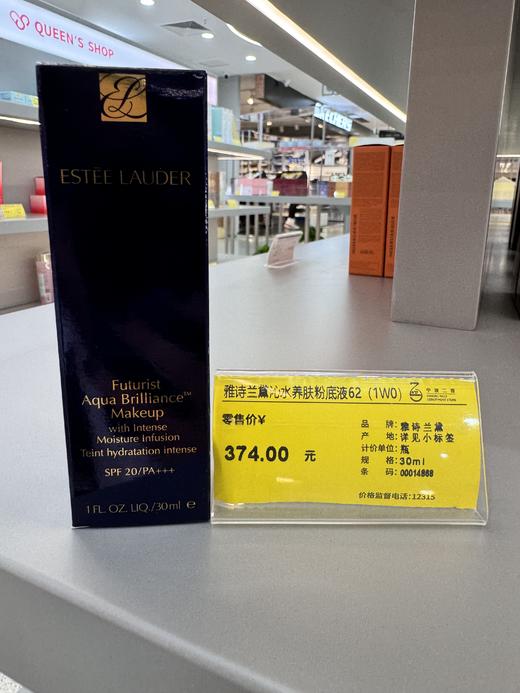 QUEEN'S SHOP
SKECHERS
ESTĒE LAUDER
Futurist
Aqua Brilliance™
Makeup
with Intense
Moisture infusion
Teint hydratation intense
SPF 20/PA+++
1 FL. OZ. LIQ./30ml e
雅诗兰黛沁水养肤粉底液62（1W0）
零售价¥
374.00 元
品 牌: 雅诗兰黛
产 地: 详见小标签
计价单位: 瓶
规 格: 30ml
条 码: 00014868
价格监督电话:12315